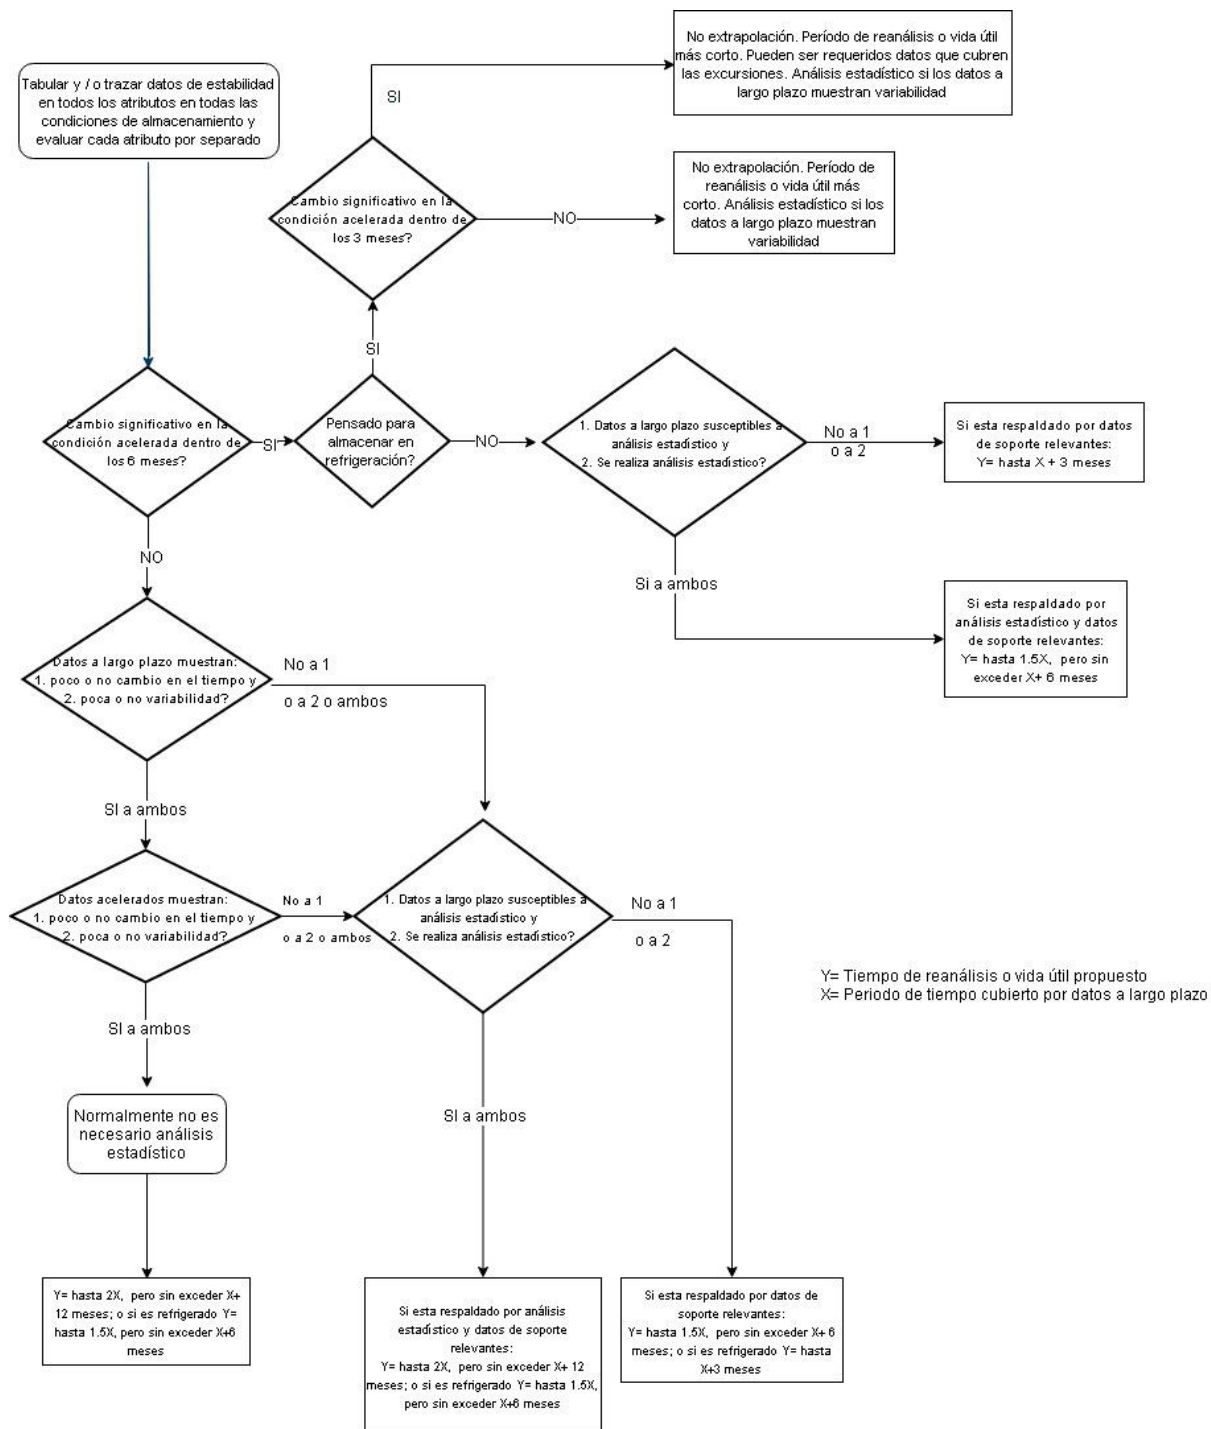 No extrapolación. Período de reanálisis o vida útil
más corto. Pueden ser requeridos datos que cubren
las excursiones. Análisis estadístico si los datos a
largo plazo muestran variabilidad
Tabular y / o trazar datos de estabilidad
en todos los atributos en todas las
condiciones de almacenamiento y
evaluar cada atributo por separado
SI
No extrapolación. Período de
reanálisis o vida útil más
corto. Análisis estadístico si los
datos a largo plazo muestran
variabilidad
Cambio significativo en la
condición acelerada dentro de
los 3 meses?
NO
SI
Cambio significativo en la
condición acelerada dentro de
los 6 meses?
SI
Pensado para
almacenar en
refrigeración?
NO
1. Datos a largo plazo susceptibles a
análisis estadístico y
2. Se realiza análisis estadístico?
No a 1
o a 2
Si esta respaldado por datos
de soporte relevantes:
Y= hasta X + 3 meses
NO
Si a ambos
Si esta respaldado por
análisis estadístico y datos
de soporte relevantes:
Y= hasta 1.5X, pero sin
exceder X+ 6 meses
Datos a largo plazo muestran:
1. poco o no cambio en el tiempo y
2. poca o no variabilidad?
No a 1
o a 2 o ambos
SI a ambos
Datos acelerados muestran:
1. poco o no cambio en el tiempo y
2. poca o no variabilidad?
No a 1
o a 2 o ambos
1. Datos a largo plazo susceptibles a
análisis estadístico y
2. Se realiza análisis estadístico?
No a 1
o a 2
Y= Tiempo de reanálisis o vida útil propuesto
X= Periodo de tiempo cubierto por datos a largo plazo
SI a ambos
Normalmente no es
necesario análisis
estadístico
SI a ambos
Y= hasta 2X, pero sin exceder X+
12 meses; o si es refrigerado Y=
hasta 1.5X, pero sin exceder X+6
meses
Si esta respaldado por análisis
estadístico y datos de soporte
relevantes:
Y= hasta 2X, pero sin exceder X+ 12
meses; o si es refrigerado Y= hasta 1.5X,
pero sin exceder X+6 meses
Si esta respaldado por datos de
soporte relevantes:
Y= hasta 1.5X, pero sin exceder X+ 6
meses; o si es refrigerado Y= hasta
X+3 meses